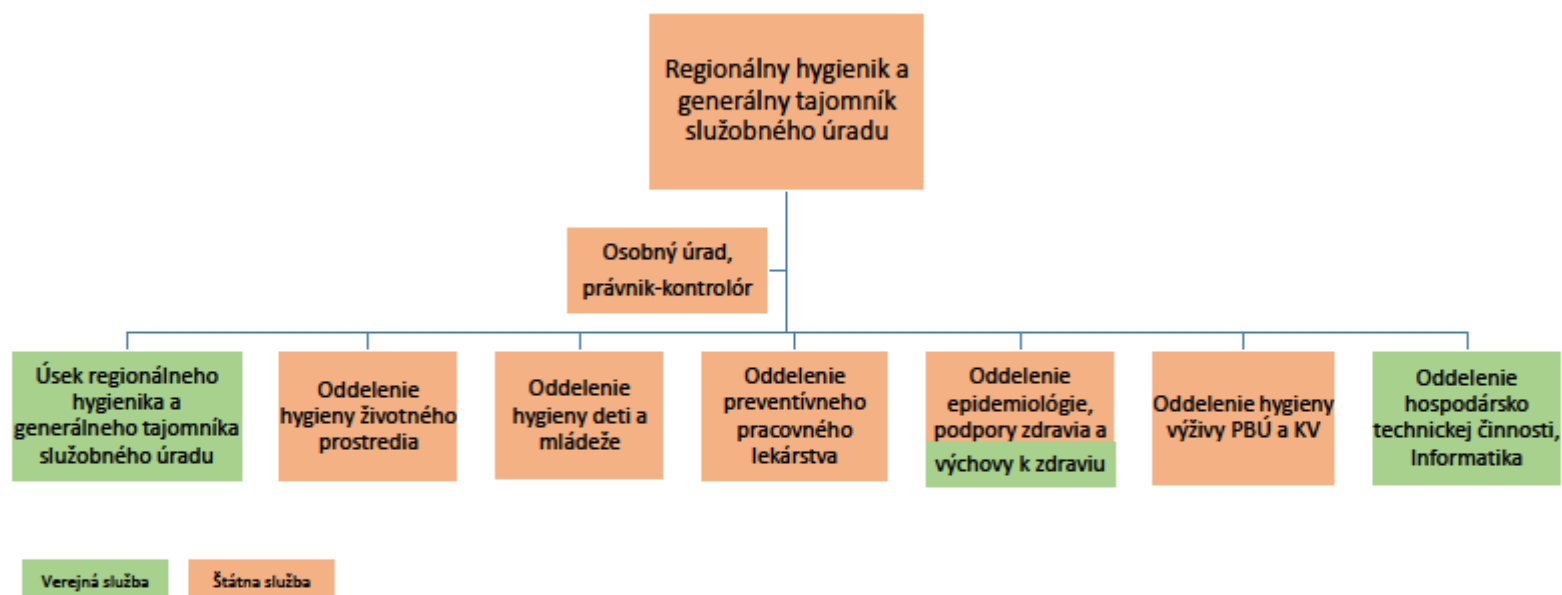 Regionálny hygienik a
generálny tajomník
služobného úradu
Osobný úrad,
právnik-kontrolór
Úsek regionálneho
hygienika a
generálneho tajomníka
služobného úradu
Oddelenie
hygieny životného
prostredia
Oddelenie
hygieny deti a
mládeže
Oddelenie
preventívneho
pracovného
lekárstva
Oddelenie
epidemiológie,
podpory zdravia a
výchovy k zdraviu
Oddelenie hygieny
výživy PBÚ a KV
Oddelenie
hospodársko
technickej činnosti,
Informatika
Verejná služba
Štátna služba